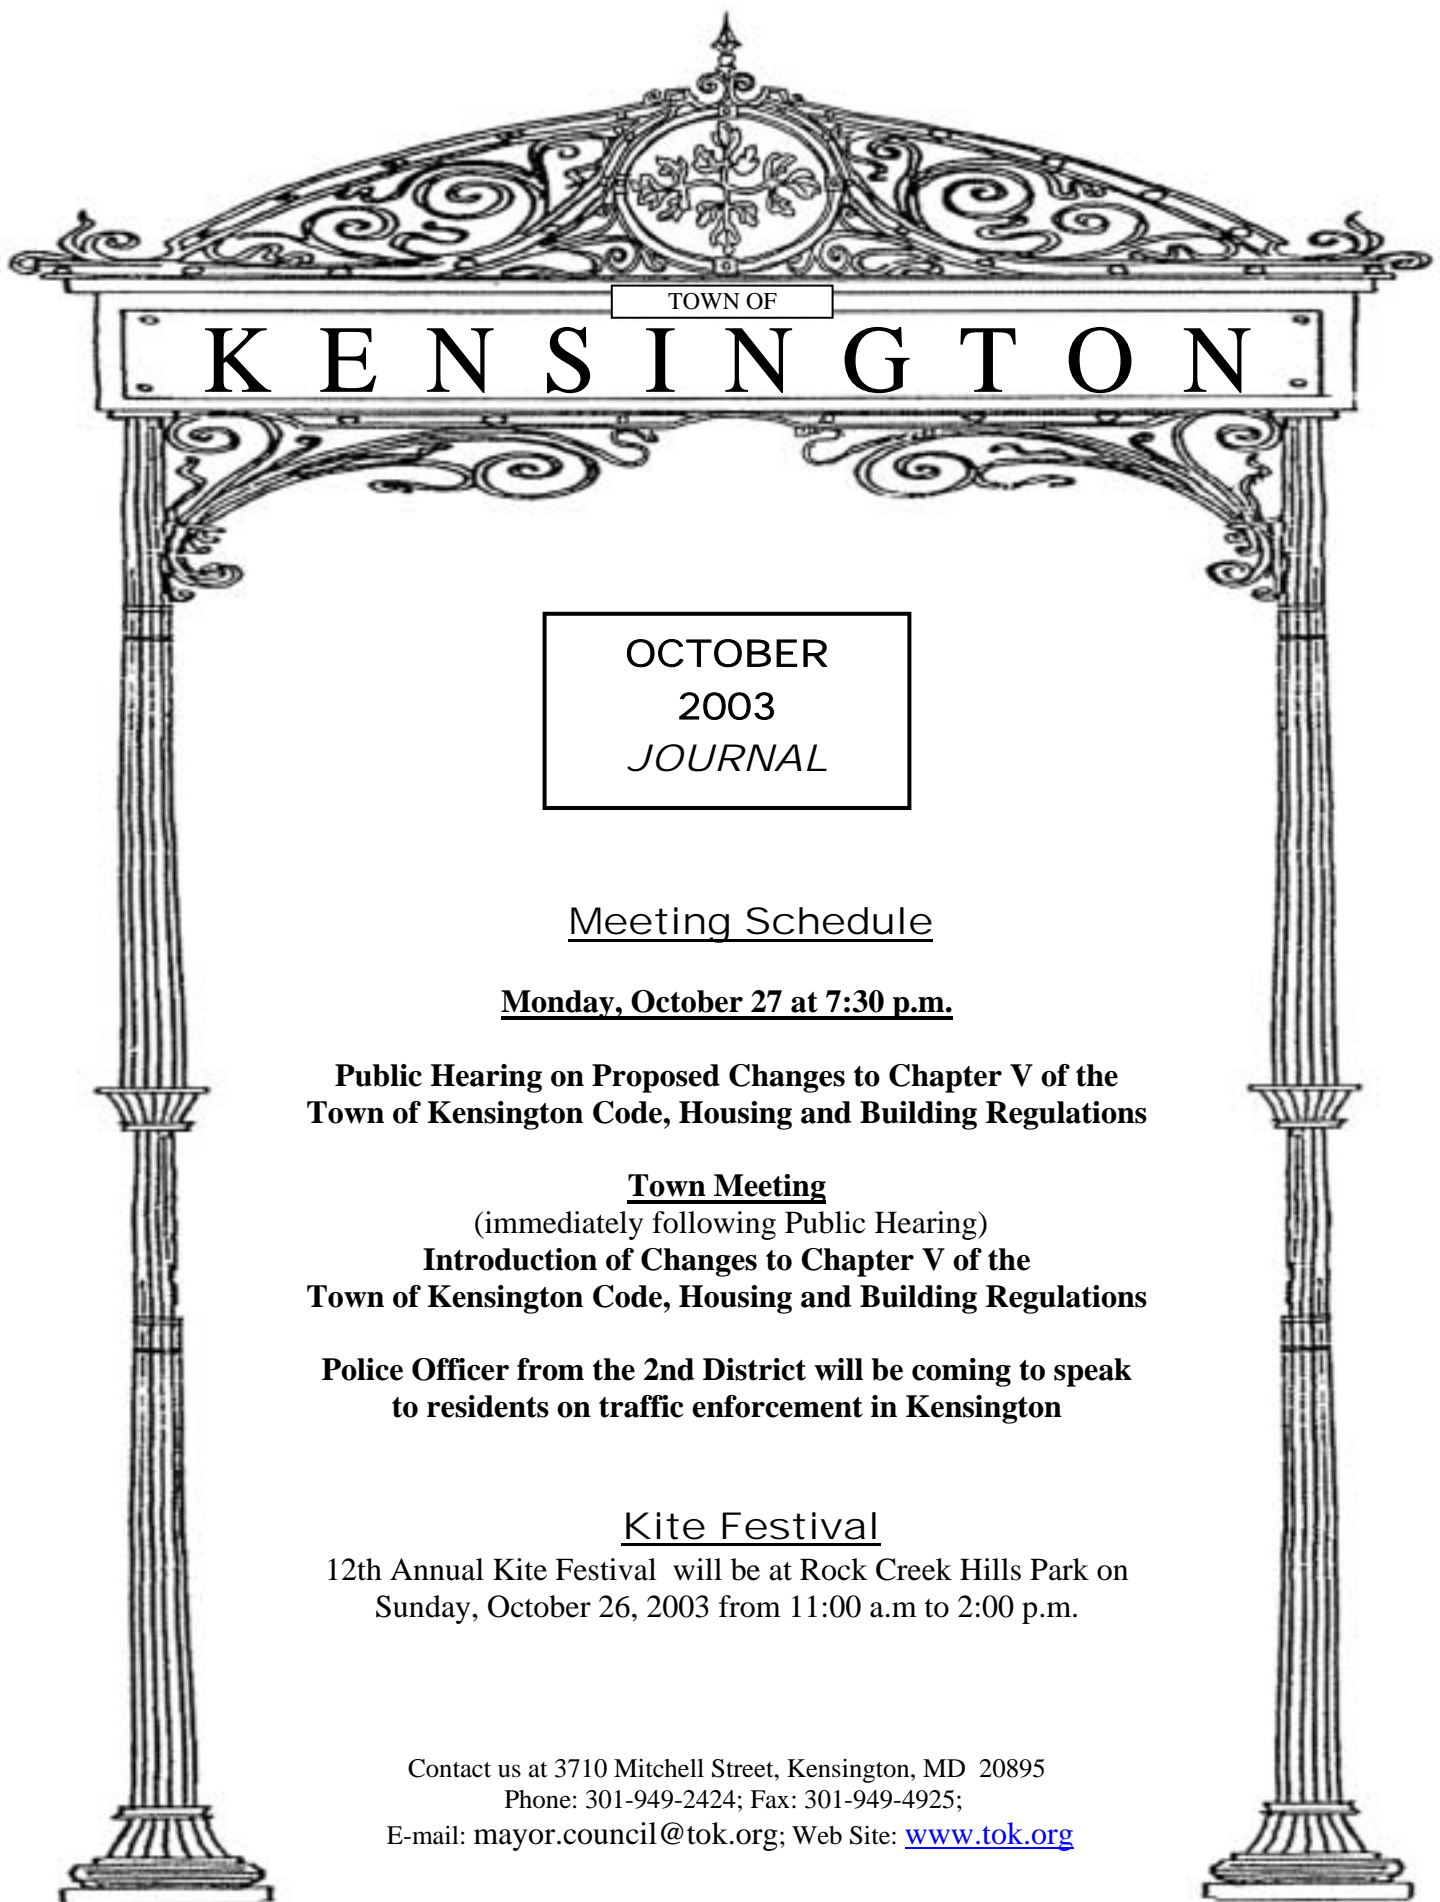 TOWN OF
KENSINGTON
OCTOBER
2003
JOURNAL
Meeting Schedule
Monday, October 27 at 7:30 p.m.
Public Hearing on Proposed Changes to Chapter V of the
Town of Kensington Code, Housing and Building Regulations
Town Meeting
(immediately following Public Hearing)
Introduction of Changes to Chapter V of the
Town of Kensington Code, Housing and Building Regulations
Police Officer from the 2nd District will be coming to speak
to residents on traffic enforcement in Kensington
Kite Festival
12th Annual Kite Festival  will be at Rock Creek Hills Park on
Sunday, October 26, 2003 from 11:00 a.m to 2:00 p.m.
Contact us at 3710 Mitchell Street, Kensington, MD  20895
Phone: 301-949-2424; Fax: 301-949-4925;
E-mail: mayor.council@tok.org; Web Site: www.tok.org